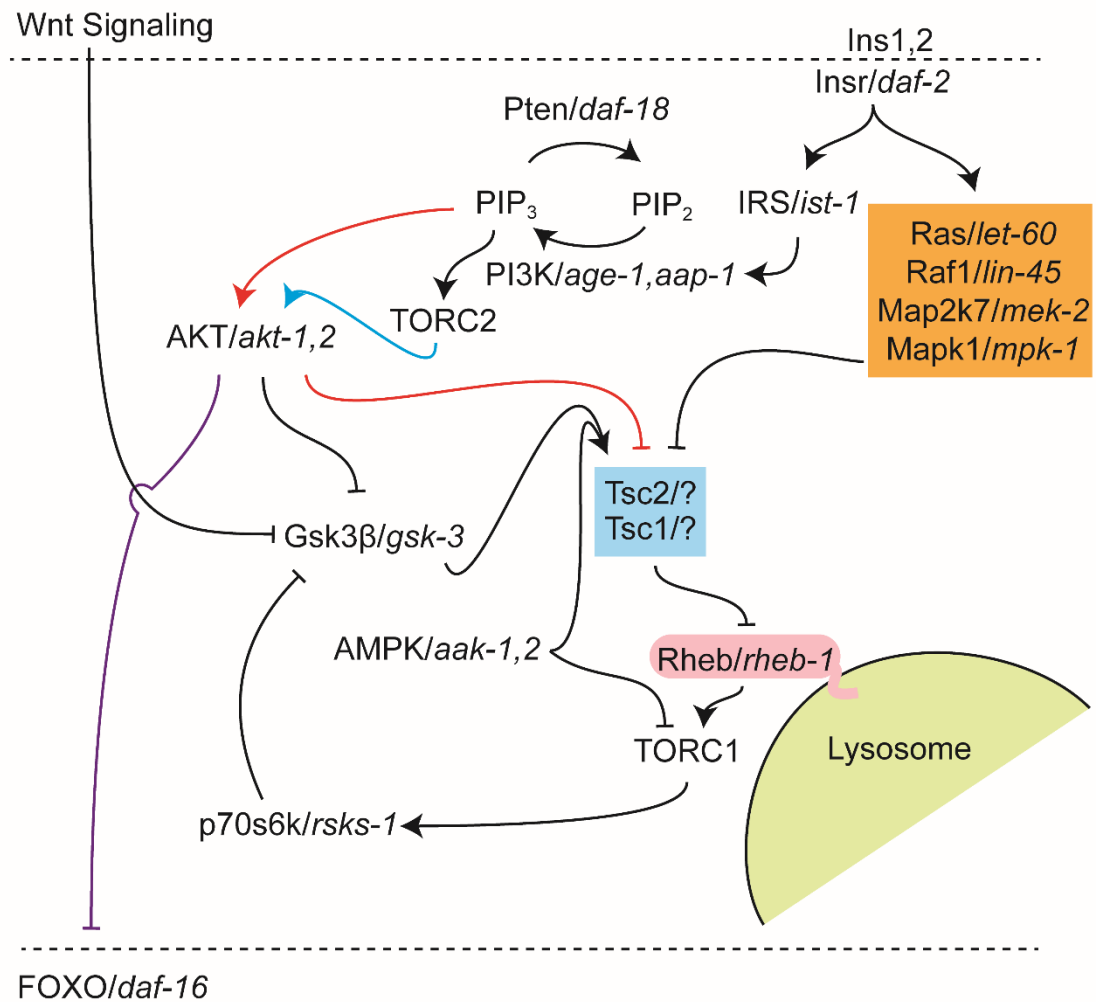 Wnt Signaling
Ins1,2
Insr/daf-2
Pten/daf-18
PIP₃
PIP₂
IRS/ist-1
PI3K/age-1,aap-1
Ras/let-60
Raf1/lin-45
Map2k7/mek-2
Mapk1/mpk-1
TORC2
AKT/akt-1,2
Tsc2/?
Tsc1/?
Gsk3β/gsk-3
AMPK/aak-1,2
Rheb/rheb-1
TORC1
Lysosome
p70s6k/rsks-1
FOXO/daf-16